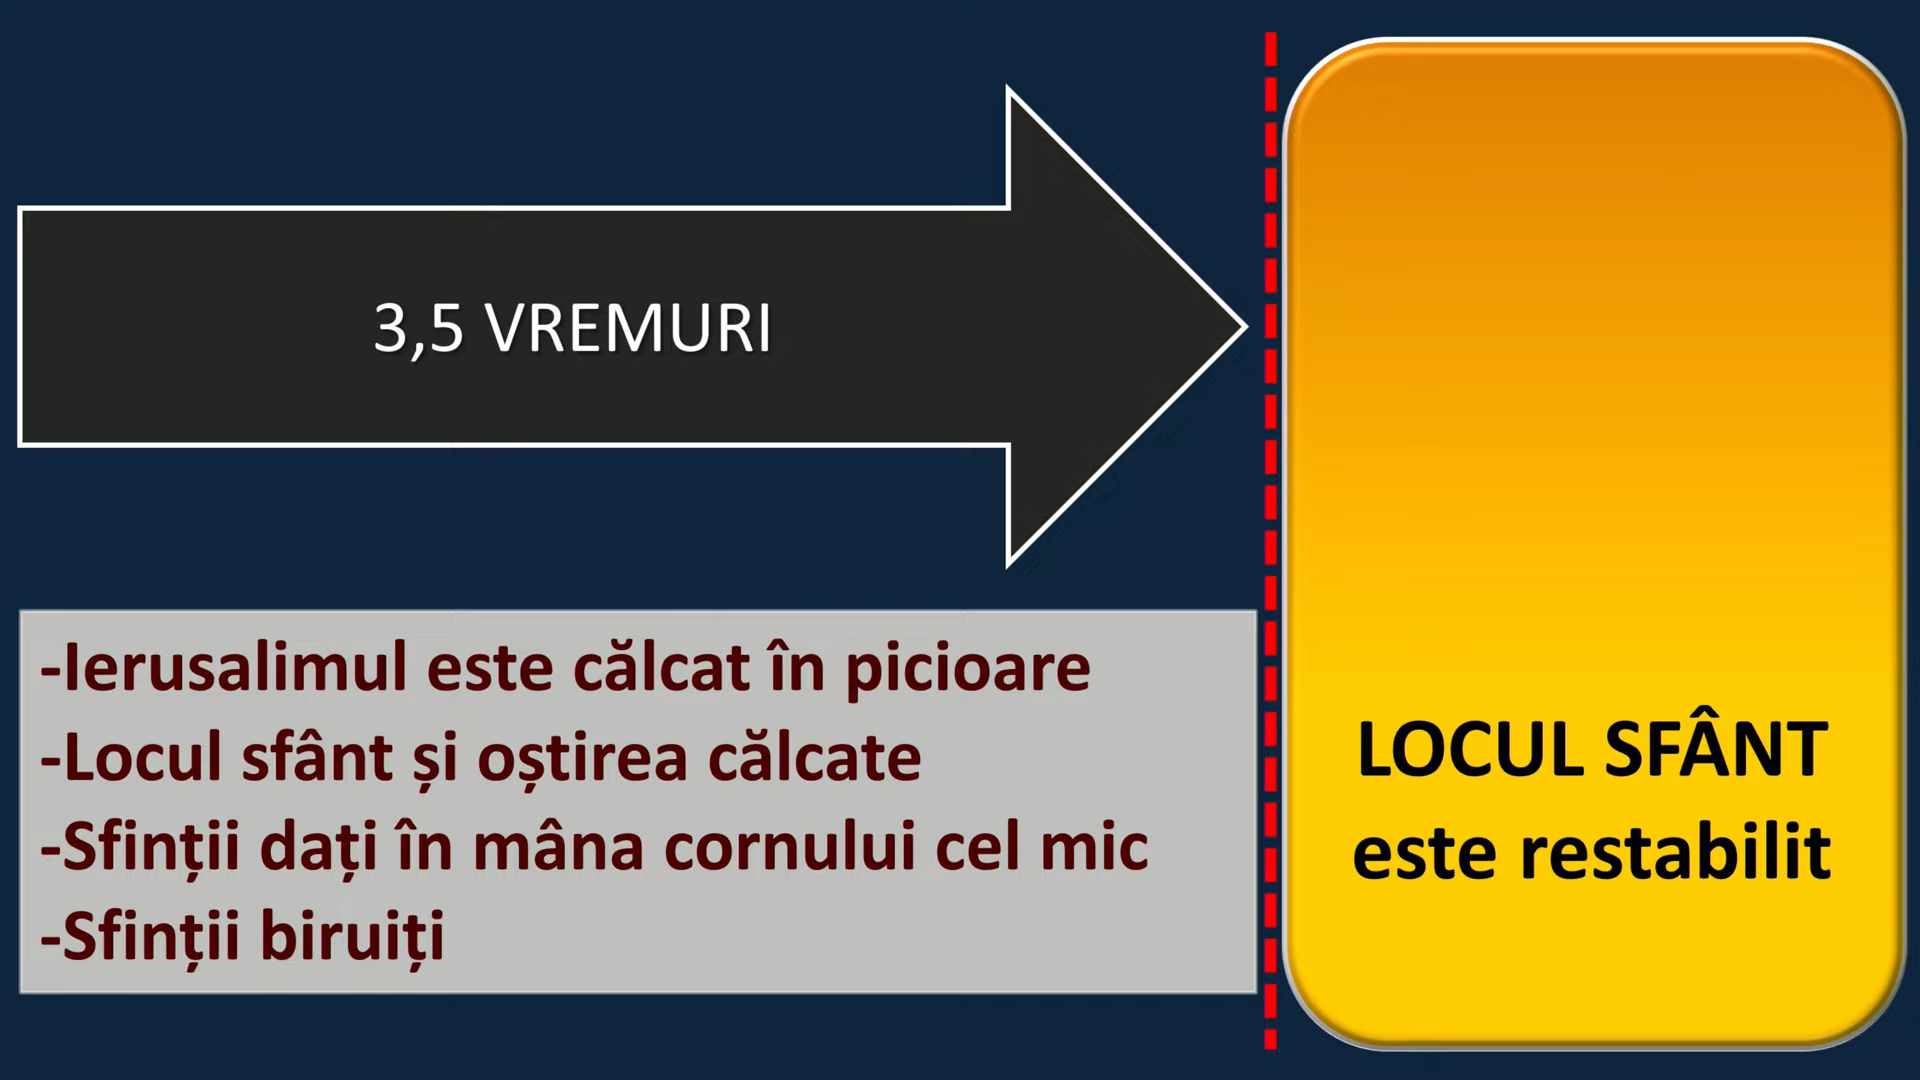 3,5 VREMURI
-Ierusalimul este călcat în picioare
-Locul sfânt și oștirea călcate
-Sfinții dați în mâna cornului cel mic
-Sfinții biruiți
LOCUL SFÂNT
este restabilit